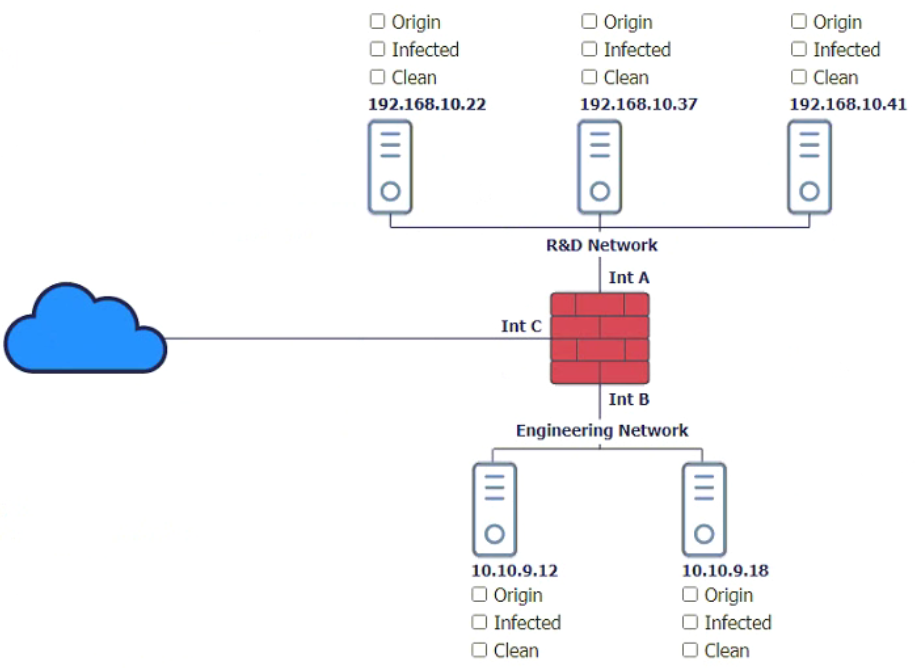 Origin Origin Origin
Infected Infected Infected
Clean Clean Clean
192.168.10.22 192.168.10.37 192.168.10.41
R&D Network
Int A
Int C
Int B
Engineering Network
10.10.9.12 10.10.9.18
Origin Origin
Infected Infected
Clean Clean